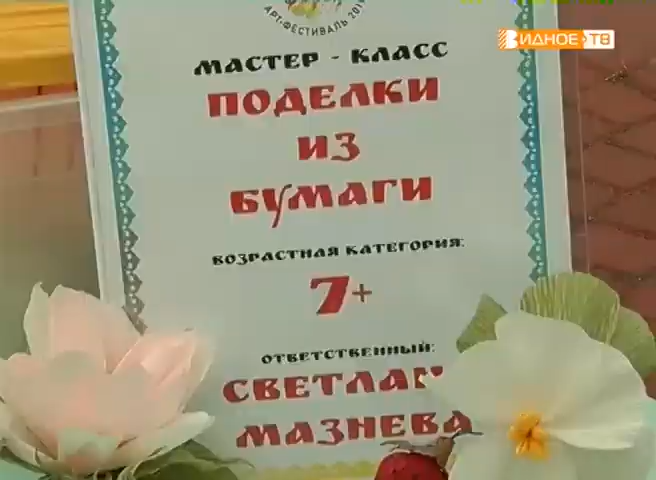 АРТ-ФЕСТИВАЛЬ
ВИДНОЕ-ТВ
МАСТЕР - КЛАСС
ПОДЕЛКИ
ИЗ
БУМАГИ
ВОЗРАСТНАЯ КАТЕГОРИЯ:
7+
ОТВЕТСТВЕННЫЙ:
СВЕТЛАН
МАЗНЕВА